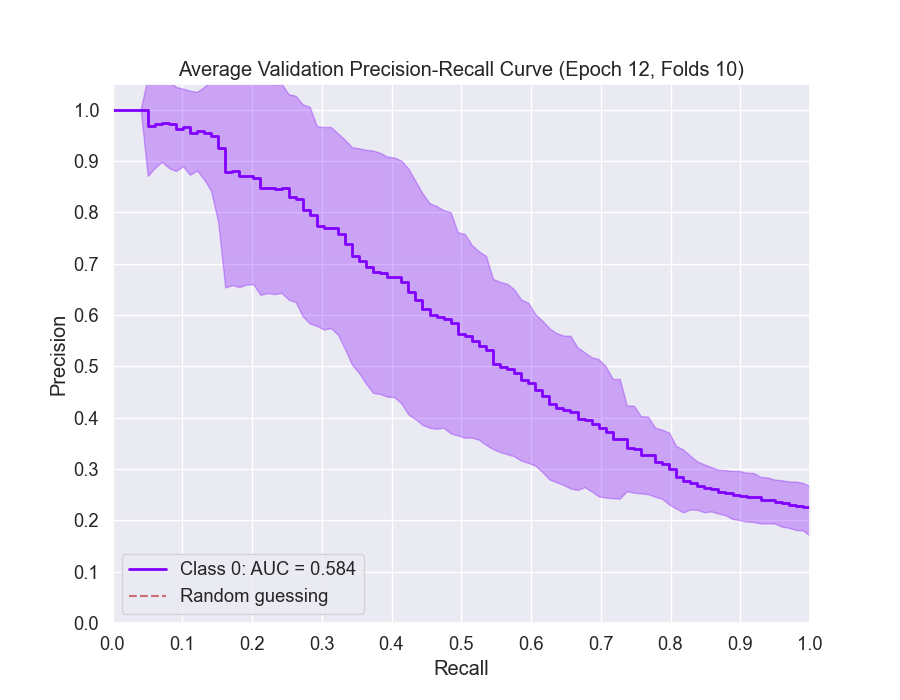 Average Validation Precision-Recall Curve (Epoch 12, Folds 10)
Precision
1.0
0.9
0.8
0.7
0.6
0.5
0.4
0.3
0.2
0.1
0.0
Class 0: AUC = 0.584
Random guessing
0.0 0.1 0.2 0.3 0.4 0.5 0.6 0.7 0.8 0.9 1.0
Recall